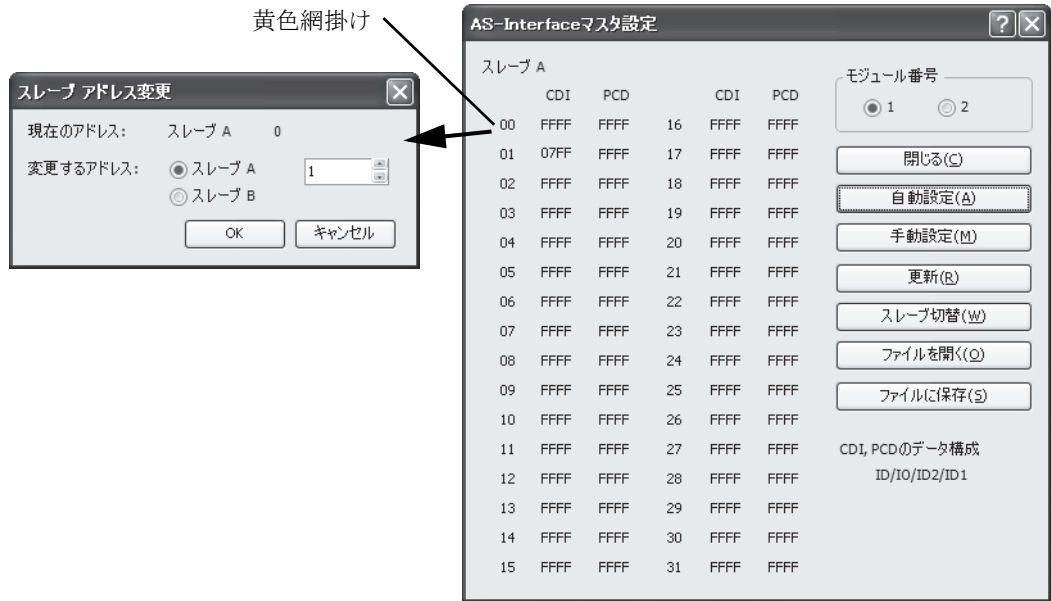 黄色網掛け
スレーブ アドレス変更
現在のアドレス: スレーブ A 0
変更するアドレス: スレーブ A 1
スレーブ B
OK キャンセル
AS-Interfaceマスタ設定
スレーブ A
CDI PCD CDI PCD
00 FFFF FFFF 16 FFFF FFFF
01 07FF FFFF 17 FFFF FFFF
02 FFFF FFFF 18 FFFF FFFF
03 FFFF FFFF 19 FFFF FFFF
04 FFFF FFFF 20 FFFF FFFF
05 FFFF FFFF 21 FFFF FFFF
06 FFFF FFFF 22 FFFF FFFF
07 FFFF FFFF 23 FFFF FFFF
08 FFFF FFFF 24 FFFF FFFF
09 FFFF FFFF 25 FFFF FFFF
10 FFFF FFFF 26 FFFF FFFF
11 FFFF FFFF 27 FFFF FFFF
12 FFFF FFFF 28 FFFF FFFF
13 FFFF FFFF 29 FFFF FFFF
14 FFFF FFFF 30 FFFF FFFF
15 FFFF FFFF 31 FFFF FFFF
モジュール番号
1 2
閉じる(C)
自動設定(A)
手動設定(M)
更新(R)
スレーブ切替(W)
ファイルを開く(O)
ファイルに保存(S)
CDI, PCDのデータ構成
ID/IO/ID2/ID1